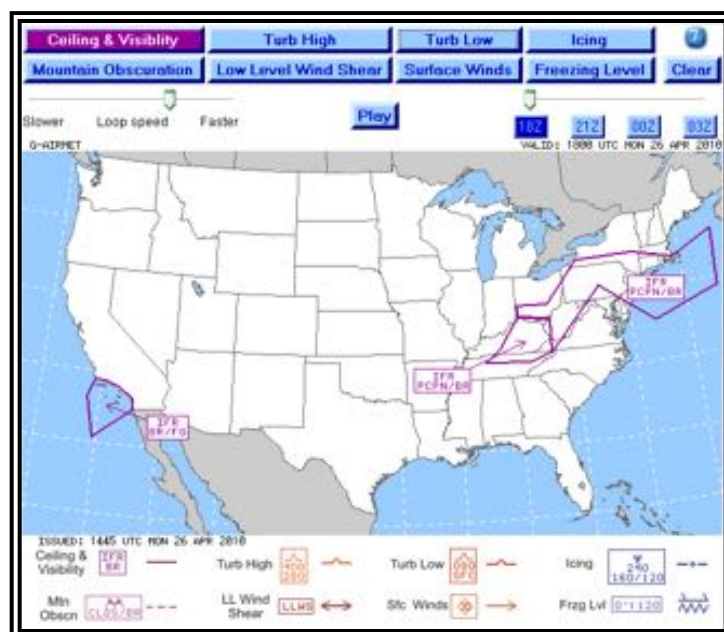 Ceiling & Visiblity Turb High Turb Low Icing ?
Mountain Obscuration Low Level Wind Shear Surface Winds Freezing Level Clear
Slower Loop speed Faster Play 18Z 21Z 00Z 03Z
G-AIRMET VALID: 1800 UTC MON 26 APR 2010
IFR
PCPN/BR
IFR
PCPN/BR
IFR
BR/FG
ISSUED: 1445 UTC MON 26 APR 2010
Ceiling &
Visibility
IFR
BR
Turb High
400
280
Turb Low
080
SFC
Icing
240
160/120
Mtn
Obscn
CLDS/BR
LL Wind
Shear
LLWS
Sfc Winds
Frzg Lvl
0°:120